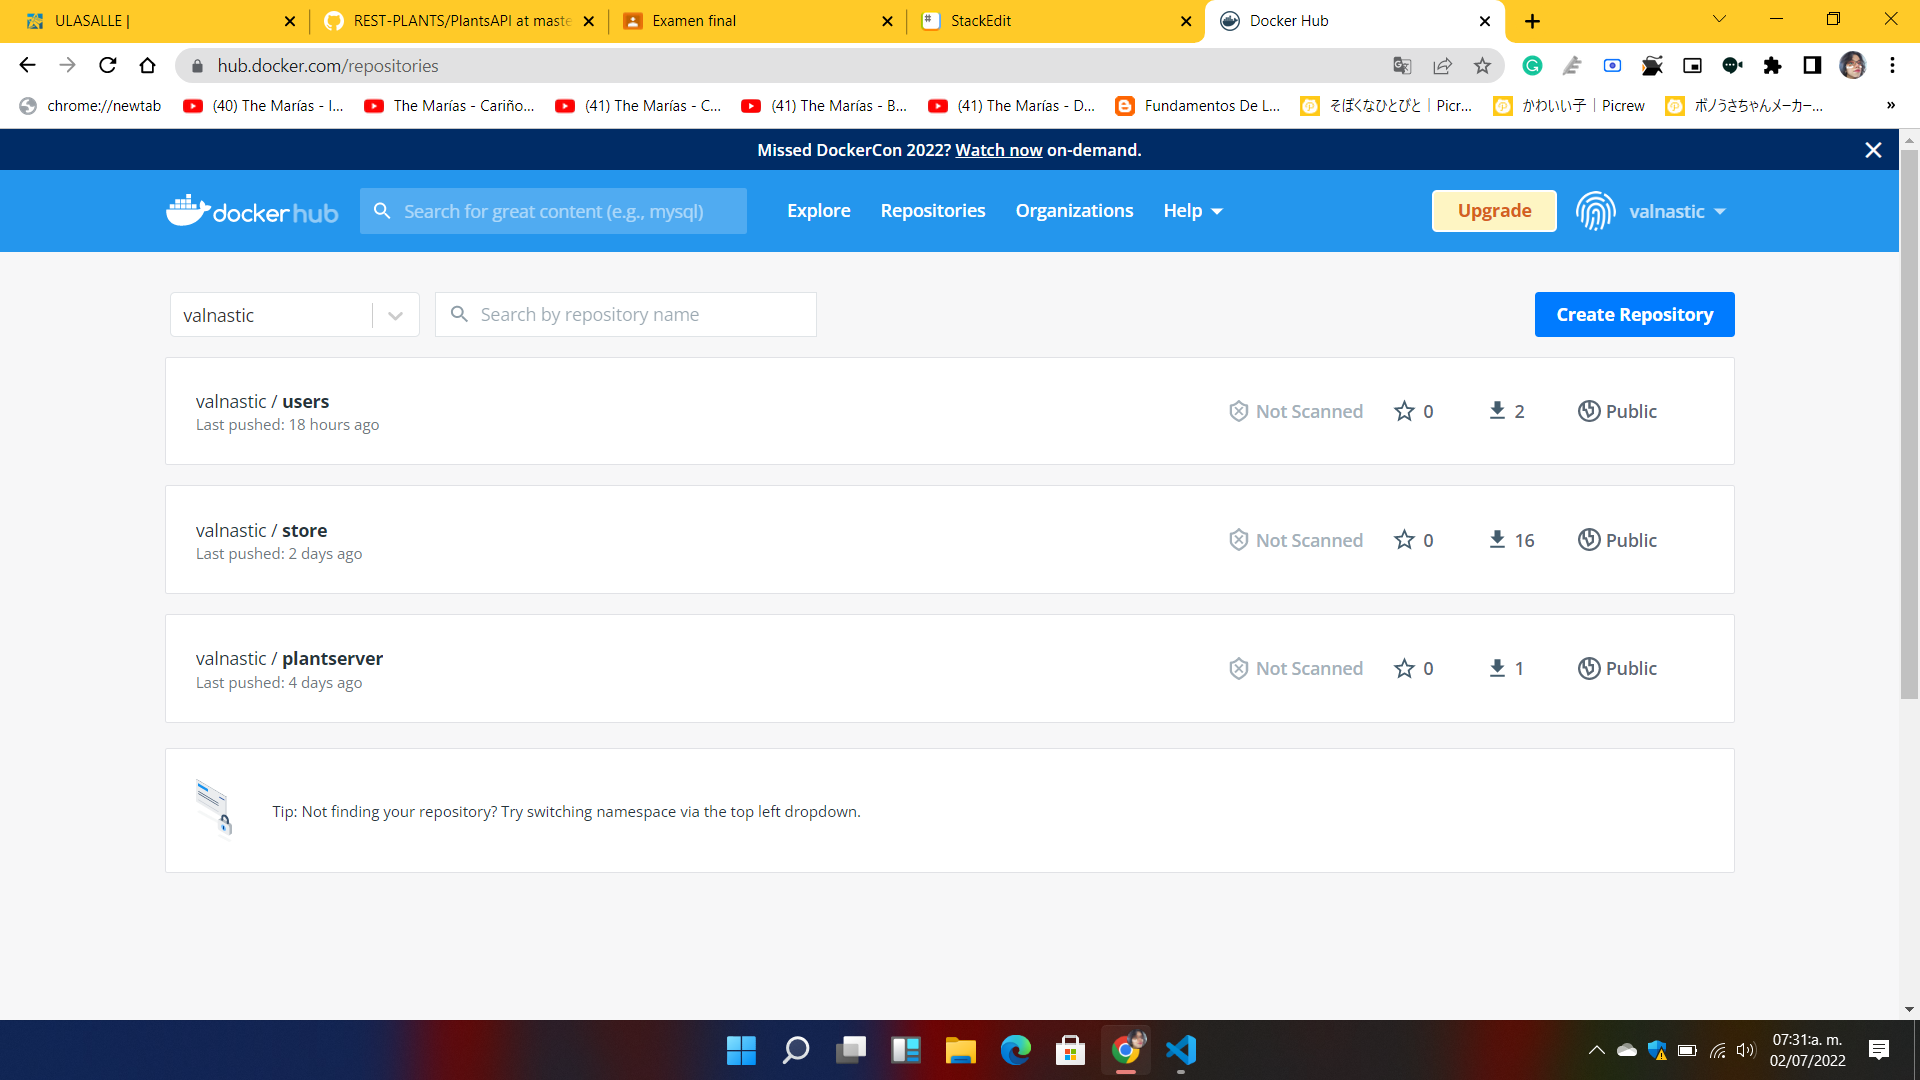 ULASALLE |
REST-PLANTS/PlantsAPI at maste
Examen final
StackEdit
Docker Hub
hub.docker.com/repositories
chrome://newtab
(40) The Marías - I...
The Marías - Cariño...
(41) The Marías - C...
(41) The Marías - B...
(41) The Marías - D...
Fundamentos De L...
そぼくなひとびと｜Picr...
かわいい子｜Picrew
ボノうさちゃんメーカー...
»
Missed DockerCon 2022? Watch now on-demand.
docker hub
Search for great content (e.g., mysql)
Explore
Repositories
Organizations
Help
Upgrade
valnastic
valnastic
Search by repository name
Create Repository
valnastic / users
Last pushed: 18 hours ago
Not Scanned
0
2
Public
valnastic / store
Last pushed: 2 days ago
Not Scanned
0
16
Public
valnastic / plantserver
Last pushed: 4 days ago
Not Scanned
0
1
Public
Tip: Not finding your repository? Try switching namespace via the top left dropdown.
07:31:a. m.
02/07/2022